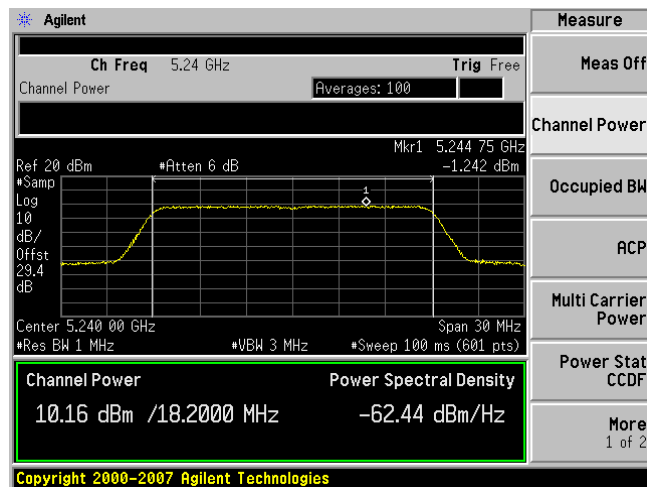 Agilent
Measure
Ch Freq 5.24 GHz Trig Free
Channel Power Averages: 100
Mkr1 5.244 75 GHz
Ref 20 dBm #Atten 6 dB -1.242 dBm
#Samp
Log
10
dB/
Offst
29.4
dB
1
Center 5.240 00 GHz Span 30 MHz
#Res BW 1 MHz #VBW 3 MHz #Sweep 100 ms (601 pts)
Channel Power Power Spectral Density
10.16 dBm /18.2000 MHz -62.44 dBm/Hz
Meas Off
Channel Power
Occupied BW
ACP
Multi Carrier
Power
Power Stat
CCDF
More
1 of 2
Copyright 2000-2007 Agilent Technologies